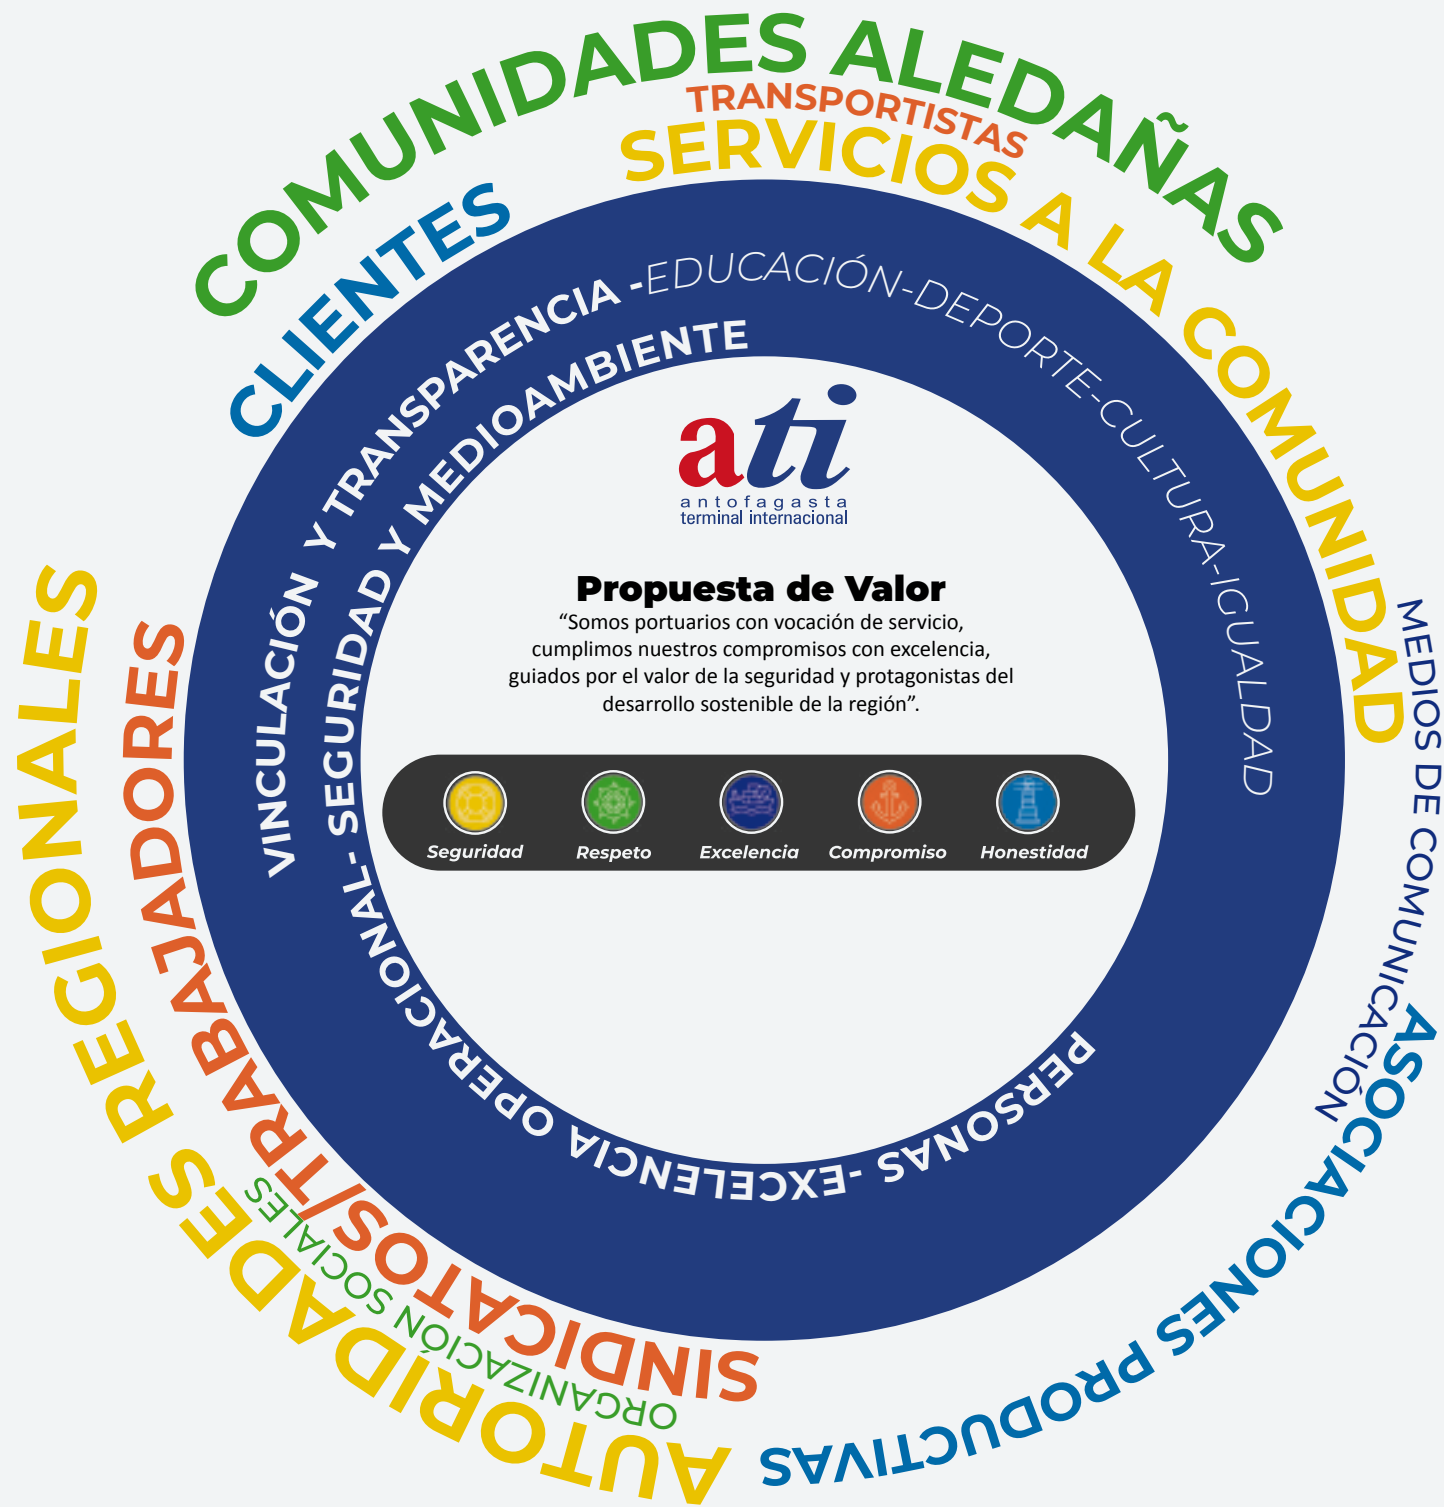 COMUNIDADES ALEDAÑAS
TRANSPORTISTAS
SERVICIOS A LA COMUNIDAD
CLIENTES
MEDIOS DE COMUNICACIÓN
ASOCIACIONES PRODUCTIVAS
AUTORIDADES REGIONALES
ORGANIZACIÓN SOCIALES
SINDICATOS/TRABAJADORES
VINCULACIÓN Y TRANSPARENCIA -EDUCACIÓN-DEPORTE-CULTURA-IGUALDAD
PERSONAS -EXCELENCIA OPERACIONAL- SEGURIDAD Y MEDIOAMBIENTE
ati
antofagasta
terminal internacional
Propuesta de Valor
“Somos portuarios con vocación de servicio,
cumplimos nuestros compromisos con excelencia,
guiados por el valor de la seguridad y protagonistas del
desarrollo sostenible de la región”.
Seguridad Respeto Excelencia Compromiso Honestidad